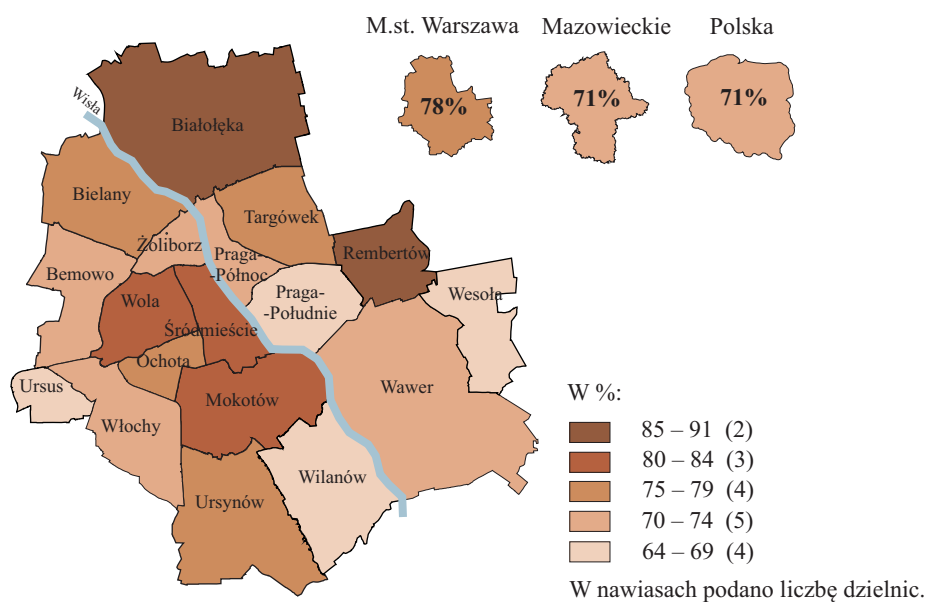 M.st. Warszawa
Mazowieckie
Polska
78%
71%
71%
Wisła
Białołęka
Bielany
Targówek
Żoliborz
Praga-
-Północ
Rembertów
Bemowo
Wola
Praga-
-Południe
Wesoła
Śródmieście
Ochota
Ursus
Mokotów
Wawer
Włochy
Wilanów
Ursynów
W %:
85 – 91 (2)
80 – 84 (3)
75 – 79 (4)
70 – 74 (5)
64 – 69 (4)
W nawiasach podano liczbę dzielnic.